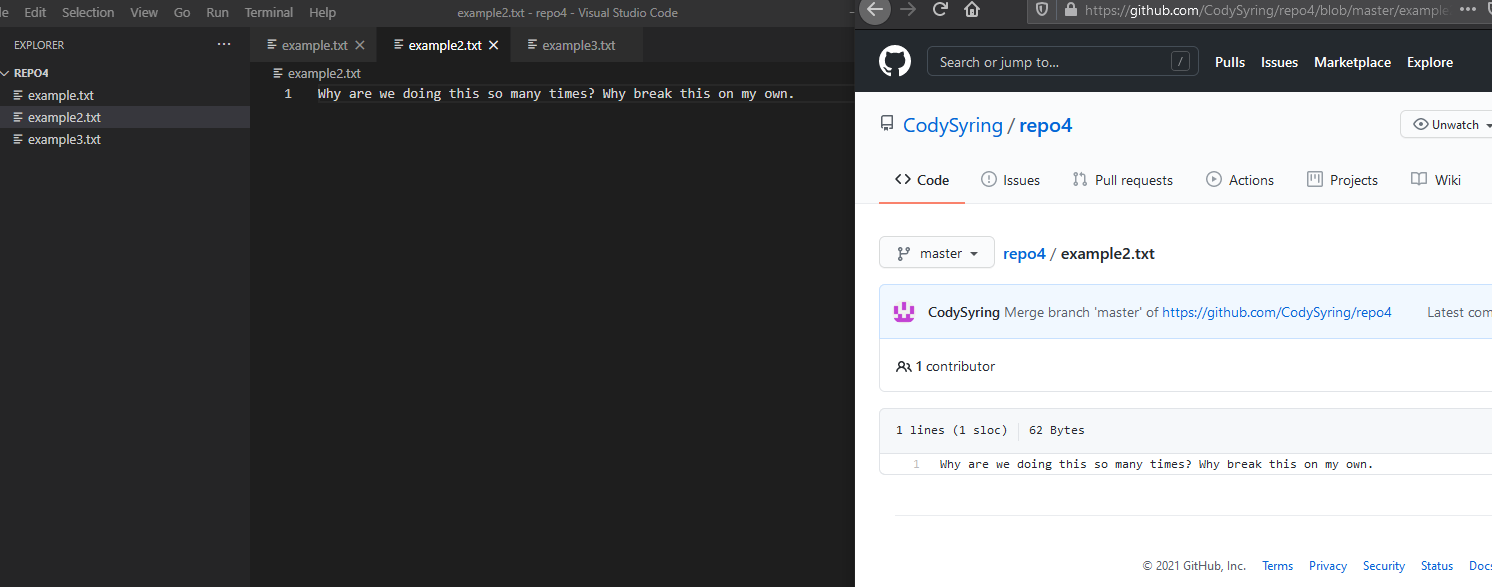 le Edit Selection View Go Run Terminal Help example2.txt - repo4 - Visual Studio Code
EXPLORER ···
REPO4
example.txt
example2.txt
example3.txt
example.txt example2.txt example3.txt
example2.txt
1 Why are we doing this so many times? Why break this on my own.
https://github.com/CodySyring/repo4/blob/master/example
Search or jump to… /
Pulls Issues Marketplace Explore
CodySyring / repo4
Unwatch
Code Issues Pull requests Actions Projects Wiki
master repo4 / example2.txt
CodySyring Merge branch 'master' of https://github.com/CodySyring/repo4 Latest com
1 contributor
1 lines (1 sloc) 62 Bytes
1 Why are we doing this so many times? Why break this on my own.
© 2021 GitHub, Inc. Terms Privacy Security Status Docs